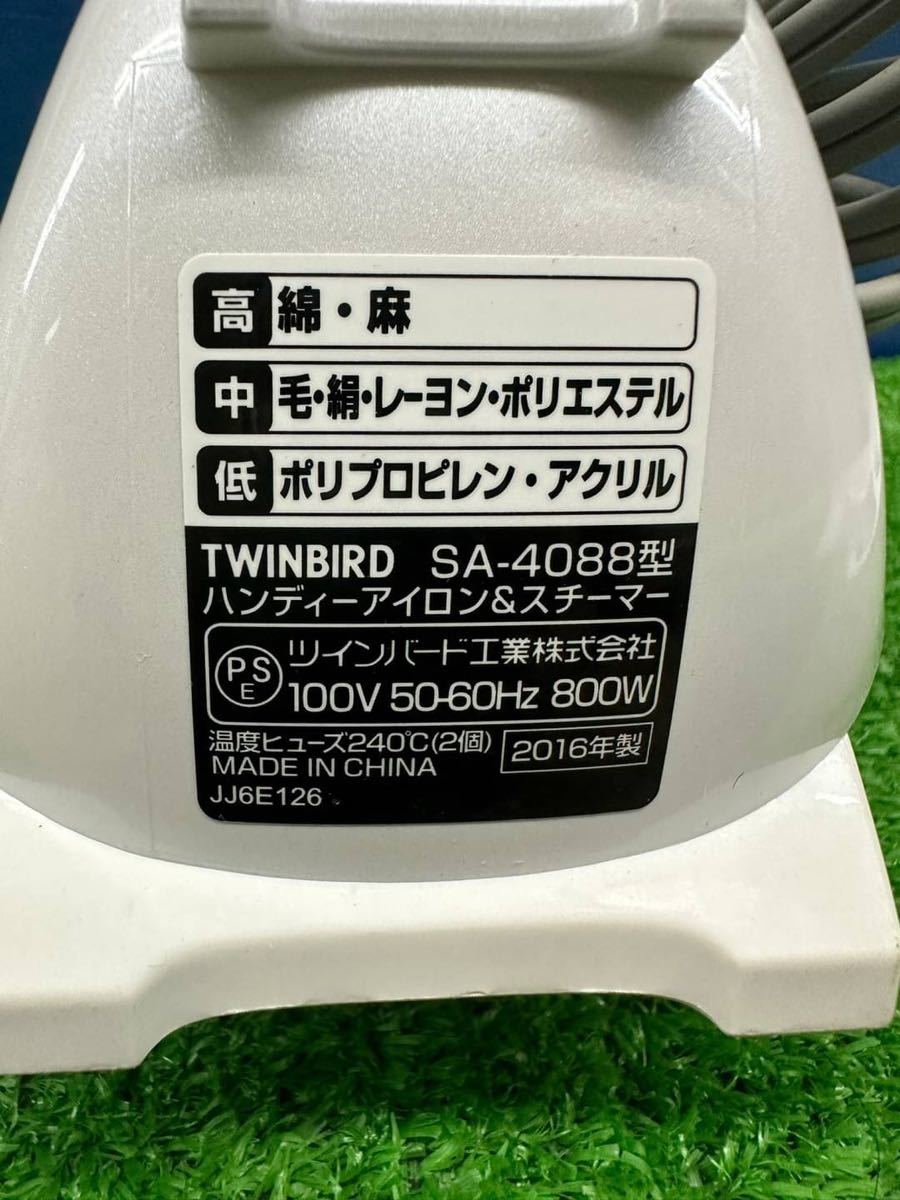 高 綿・麻
中 毛・絹・レーヨン・ポリエステル
低 ポリプロピレン・アクリル
TWINBIRD SA-4088型
ハンディーアイロン&スチーマー
PSE ツインバード工業株式会社
100V 50-60Hz 800W
温度ヒューズ240℃(2個) 2016年製
MADE IN CHINA
JJ6E126